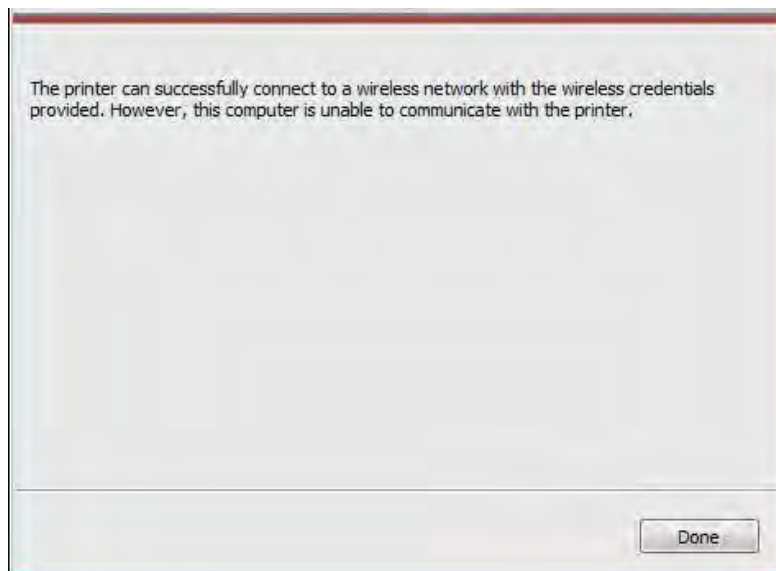 The printer can successfully connect to a wireless network with the wireless credentials
provided. However, this computer is unable to communicate with the printer.
Done